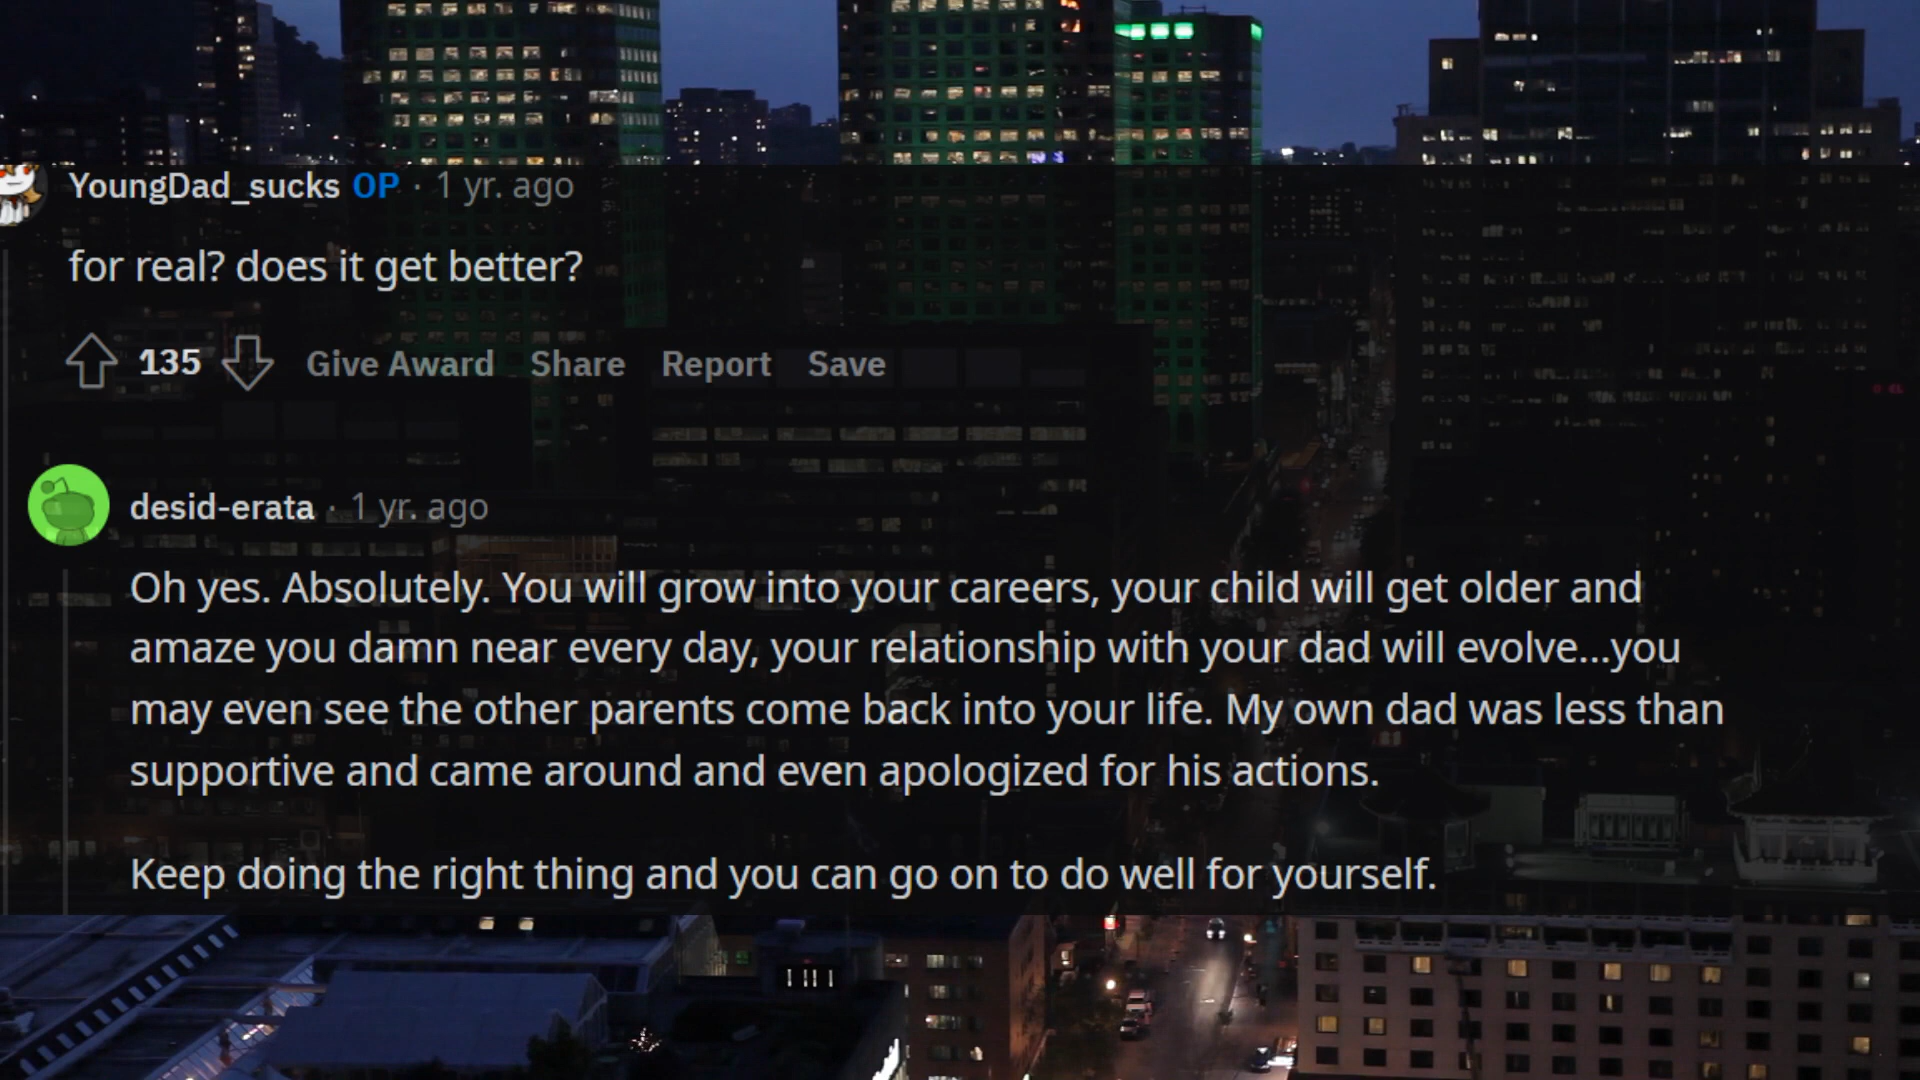 YoungDad_sucks OP · 1 yr. ago
for real? does it get better?
135 Give Award Share Report Save
desid-erata · 1 yr. ago
Oh yes. Absolutely. You will grow into your careers, your child will get older and
amaze you damn near every day, your relationship with your dad will evolve...you
may even see the other parents come back into your life. My own dad was less than
supportive and came around and even apologized for his actions.
Keep doing the right thing and you can go on to do well for yourself.